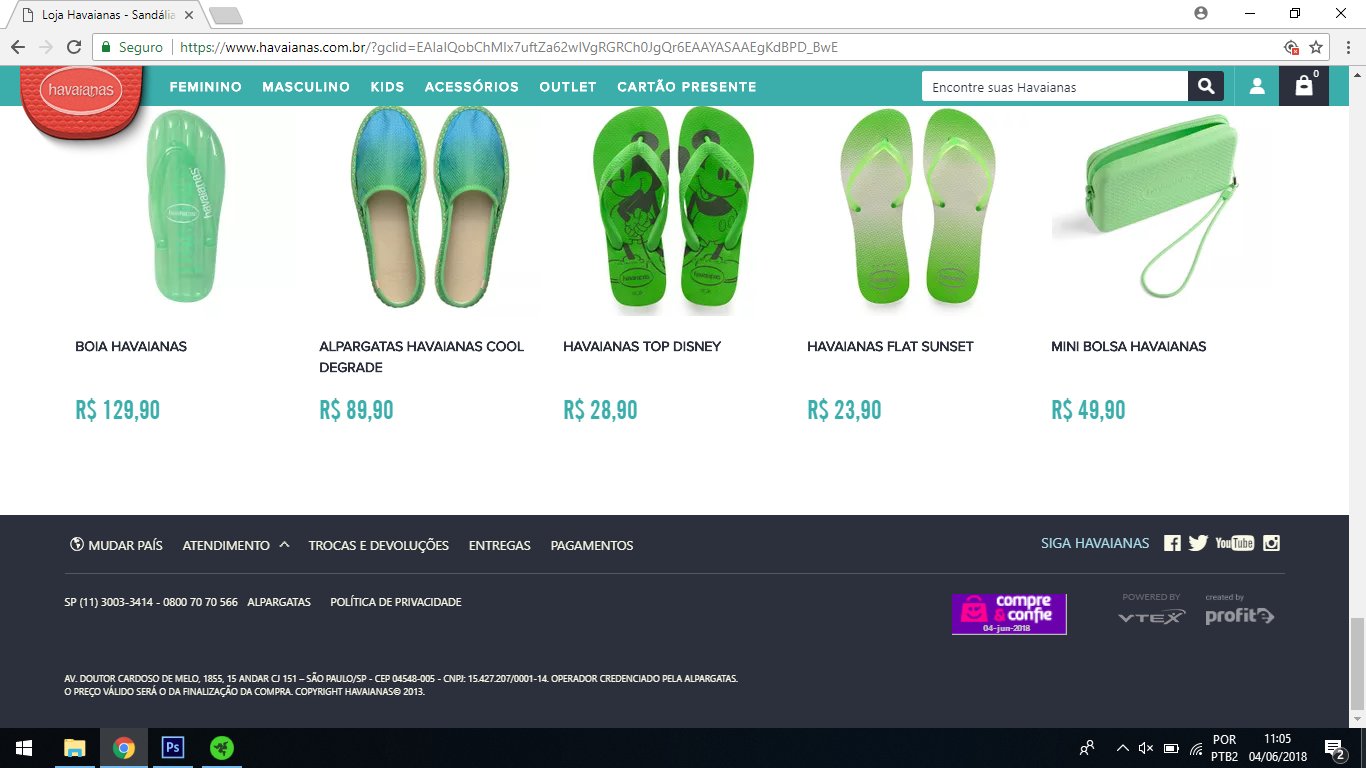 Loja Havaianas - Sandália
Seguro
https://www.havaianas.com.br/?gclid=EAIaIQobChMIx7uftZa62wIVgRGRCh0JgQr6EAAYASAAEgKdBPD_BwE
havaianas
FEMININO MASCULINO KIDS ACESSÓRIOS OUTLET CARTÃO PRESENTE
Encontre suas Havaianas
0
havaianas
BOIA HAVAIANAS
ALPARGATAS HAVAIANAS COOL
DEGRADE
HAVAIANAS TOP DISNEY
HAVAIANAS FLAT SUNSET
MINI BOLSA HAVAIANAS
R$ 129,90
R$ 89,90
R$ 28,90
R$ 23,90
R$ 49,90
MUDAR PAÍS ATENDIMENTO TROCAS E DEVOLUÇÕES ENTREGAS PAGAMENTOS
SIGA HAVAIANAS
YouTube
SP (11) 3003-3414 - 0800 70 70 566 ALPARGATAS POLÍTICA DE PRIVACIDADE
compre
&confie
04-jun-2018
POWERED BY
VTEX
created by
profite
AV. DOUTOR CARDOSO DE MELO, 1855, 15 ANDAR CJ 151 – SÃO PAULO/SP - CEP 04548-005 - CNPJ: 15.427.207/0001-14. OPERADOR CREDENCIADO PELA ALPARGATAS.
O PREÇO VÁLIDO SERÁ O DA FINALIZAÇÃO DA COMPRA. COPYRIGHT HAVAIANAS© 2013.
Ps
POR
PTB2
11:05
04/06/2018
2